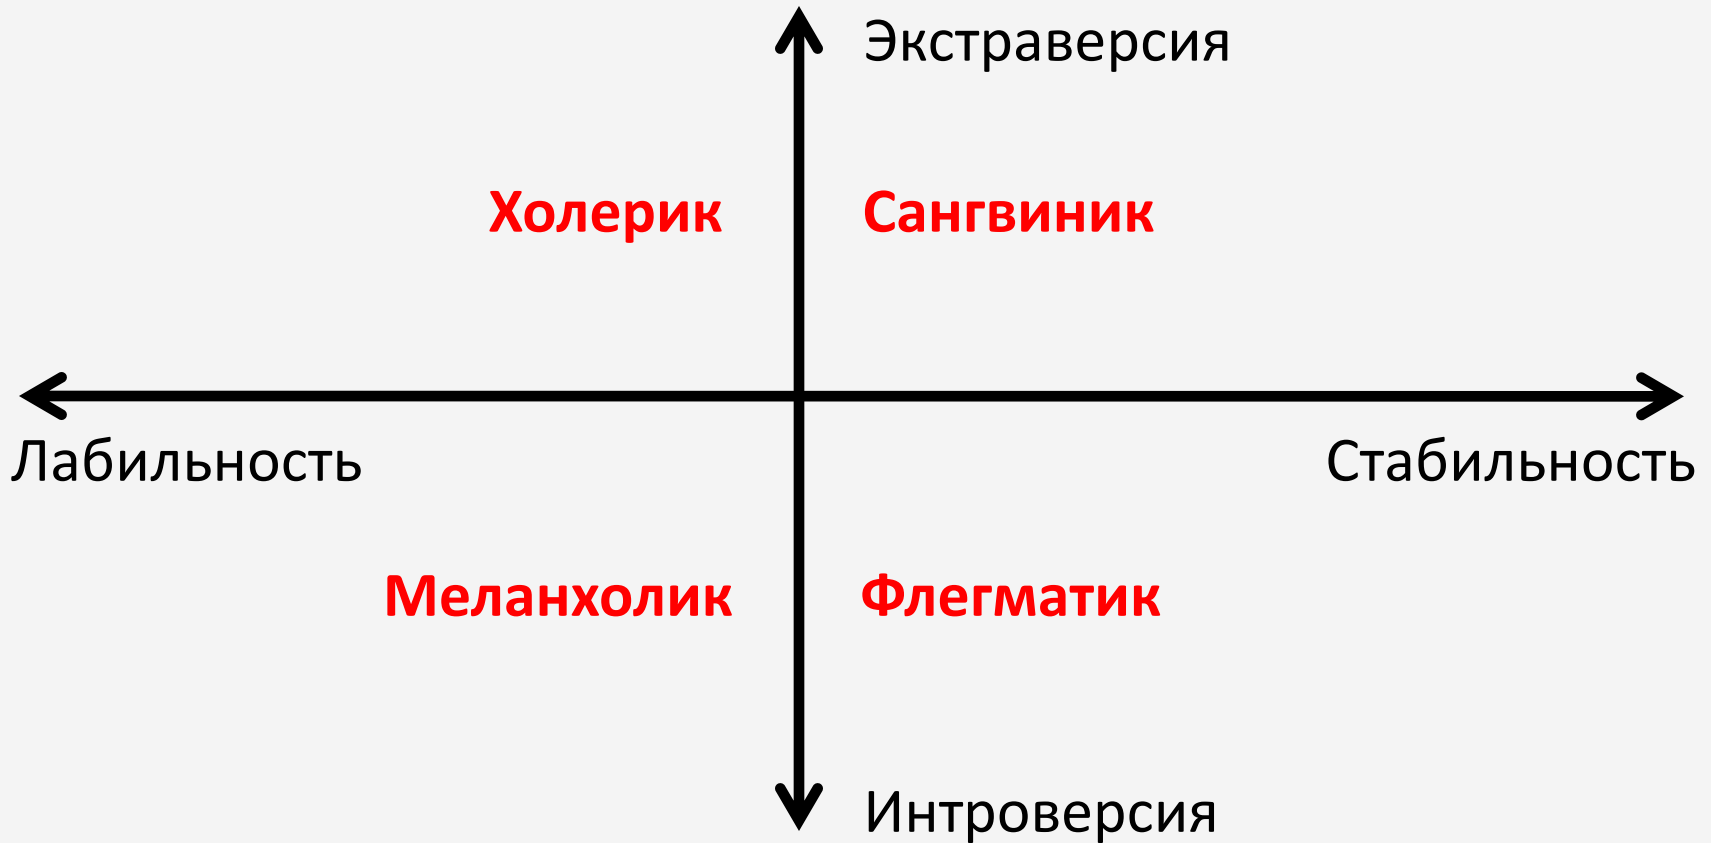 Экстраверсия
Холерик
Сангвиник
Лабильность
Стабильность
Меланхолик
Флегматик
Интроверсия